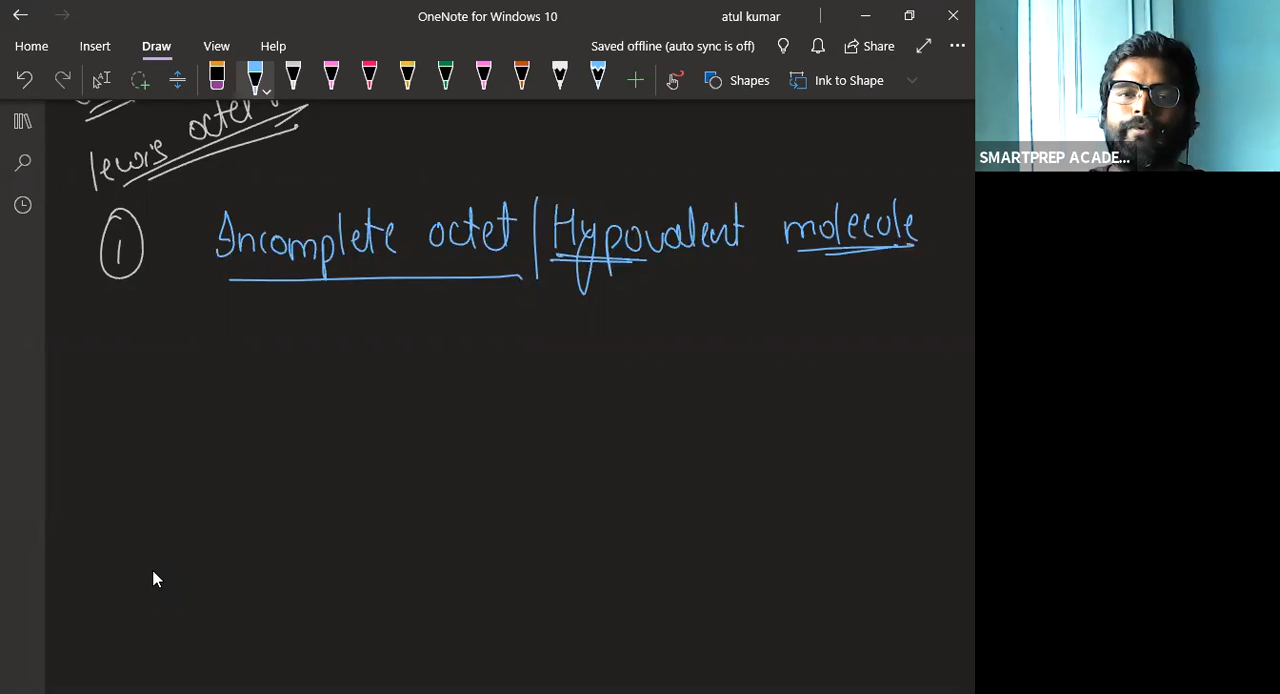 OneNote for Windows 10
atul kumar
Home Insert Draw View Help
Saved offline (auto sync is off)
Share
Shapes
Ink to Shape
SMARTPREP ACADE...
lewis octet
1 Incomplete octet | Hypovalent molecole